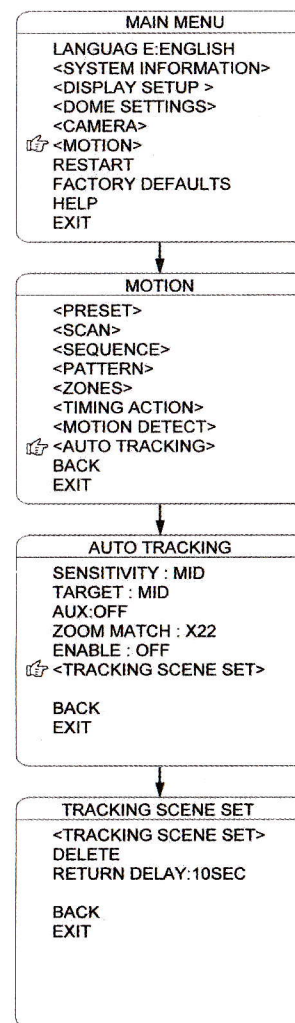 MAIN MENU
LANGUAG E:ENGLISH
<SYSTEM INFORMATION>
<DISPLAY SETUP >
<DOME SETTINGS>
<CAMERA>
<MOTION>
RESTART
FACTORY DEFAULTS
HELP
EXIT
MOTION
<PRESET>
<SCAN>
<SEQUENCE>
<PATTERN>
<ZONES>
<TIMING ACTION>
<MOTION DETECT>
<AUTO TRACKING>
BACK
EXIT
AUTO TRACKING
SENSITIVITY : MID
TARGET : MID
AUX:OFF
ZOOM MATCH : X22
ENABLE : OFF
<TRACKING SCENE SET>
BACK
EXIT
TRACKING SCENE SET
<TRACKING SCENE SET>
DELETE
RETURN DELAY:10SEC
BACK
EXIT